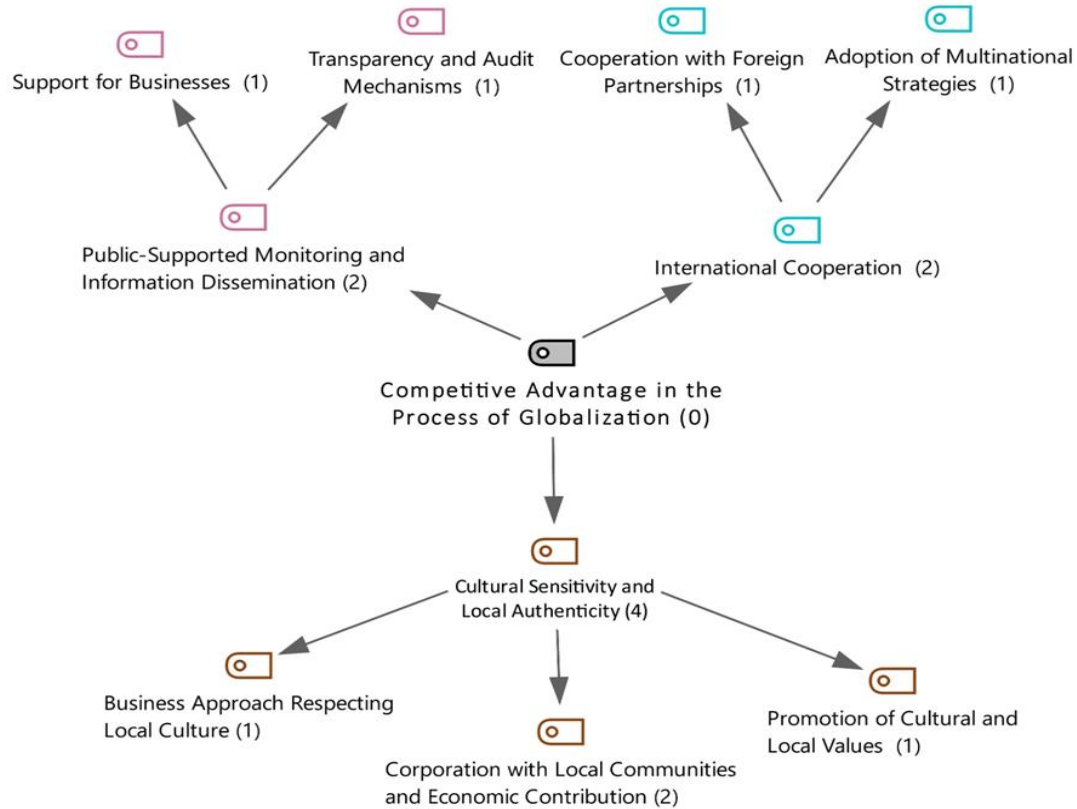 Support for Businesses (1)
Transparency and Audit
Mechanisms (1)
Cooperation with Foreign
Partnerships (1)
Adoption of Multinational
Strategies (1)
Public-Supported Monitoring and
Information Dissemination (2)
International Cooperation (2)
Competitive Advantage in the
Process of Globalization (0)
Cultural Sensitivity and
Local Authenticity (4)
Business Approach Respecting
Local Culture (1)
Corporation with Local Communities
and Economic Contribution (2)
Promotion of Cultural and
Local Values (1)